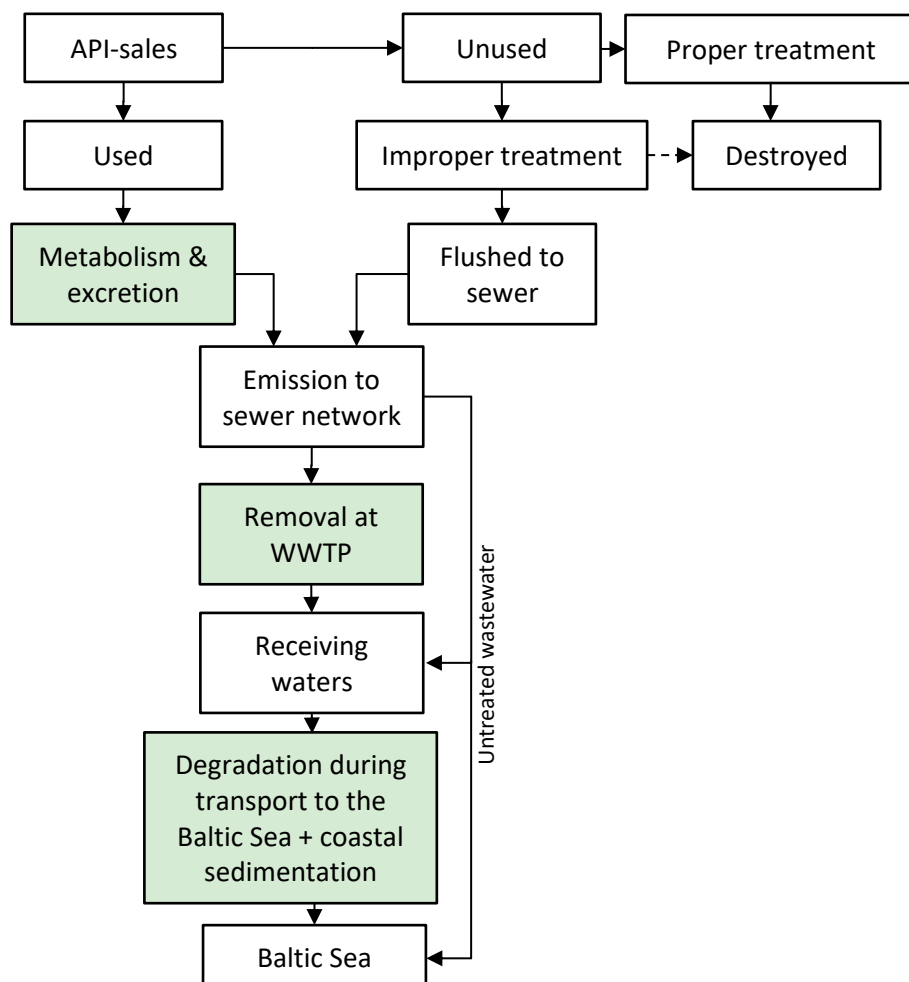 API-sales
Unused
Proper treatment
Used
Improper treatment
Destroyed
Metabolism &
excretion
Flushed to
sewer
Emission to
sewer network
Removal at
WWTP
Untreated wastewater
Receiving
waters
Degradation during
transport to the
Baltic Sea + coastal
sedimentation
Baltic Sea